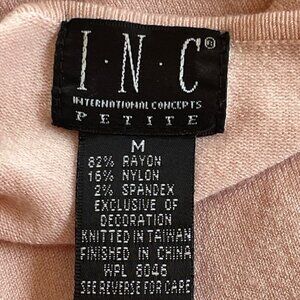 I·N·C®
INTERNATIONAL CONCEPTS
PETITE
M
82% RAYON
16% NYLON
2% SPANDEX
EXCLUSIVE OF
DECORATION
KNITTED IN TAIWAN
FINISHED IN CHINA
WPL 8046
SEE REVERSE FOR CARE